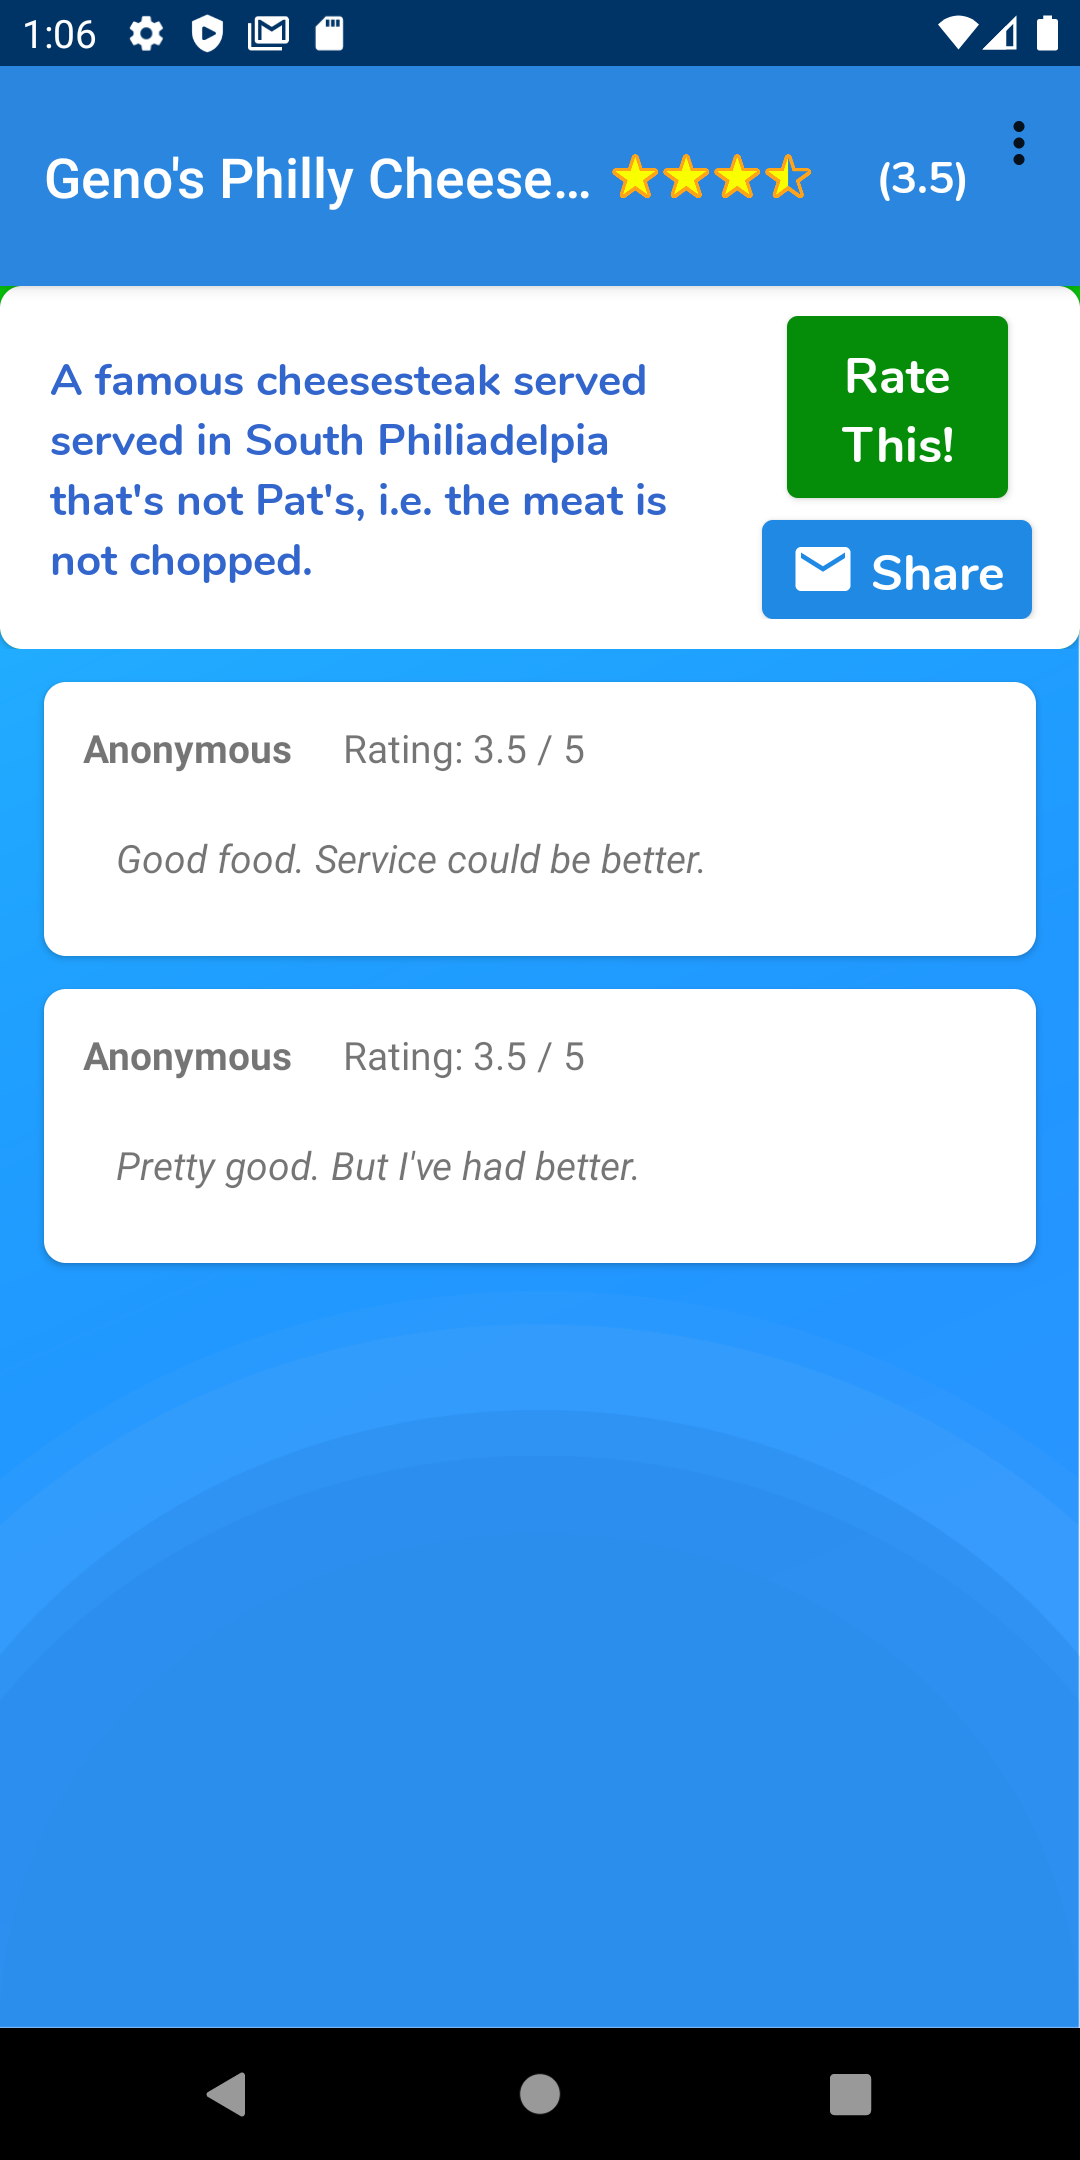 1:06
Geno's Philly Cheese... (3.5)
A famous cheesesteak served
served in South Philiadelpia
that's not Pat's, i.e. the meat is
not chopped.
Rate
This!
Share
Anonymous Rating: 3.5 / 5
Good food. Service could be better.
Anonymous Rating: 3.5 / 5
Pretty good. But I've had better.